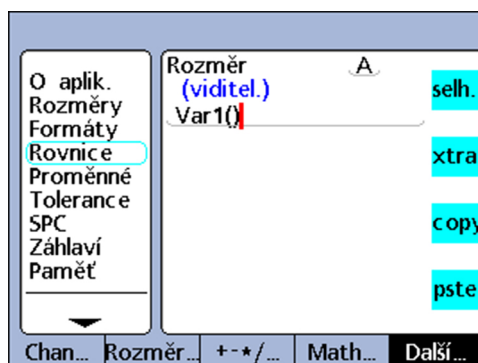 O aplik.
Rozměry
Formáty
Rovnice
Proměnné
Tolerance
SPC
Záhlaví
Paměť
Rozměr A
(viditel.)
Var1()
selh.
xtra
copy
pste
Chan... Rozměr... +-*/... Math... Další...